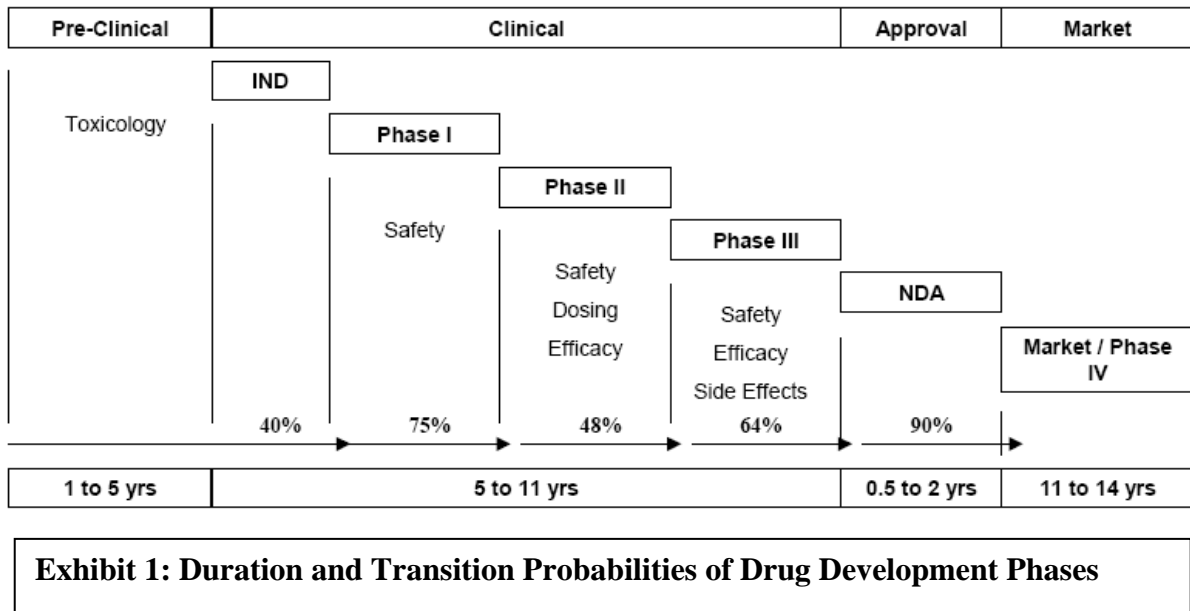 Pre-Clinical Clinical Approval Market
IND
Toxicology
Phase I
Phase II
Safety
Phase III
Safety
Dosing
Efficacy
NDA
Safety
Efficacy
Side Effects
Market / Phase
IV
40% 75% 48% 64% 90%
1 to 5 yrs 5 to 11 yrs 0.5 to 2 yrs 11 to 14 yrs
Exhibit 1: Duration and Transition Probabilities of Drug Development Phases